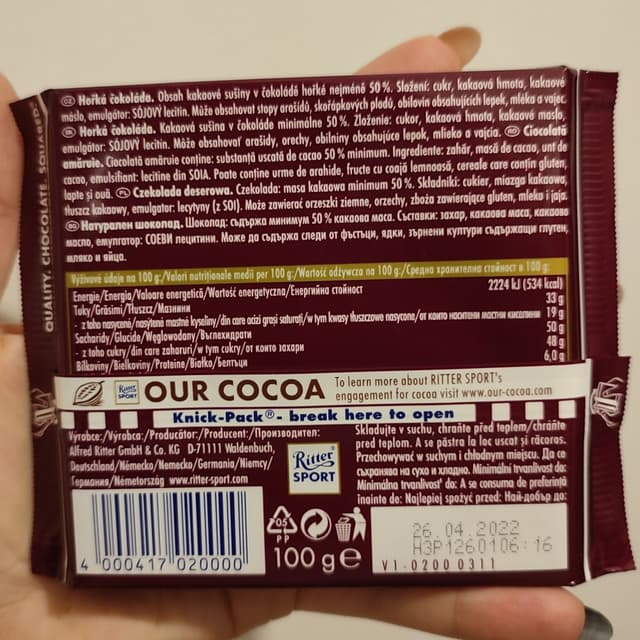 QUALITY. CHOCOLATE. SQUARED.
CZ Hořká čokoláda. Obsah kakaové sušiny v čokoládě hořké nejméně 50%. Složení: cukr, kakaová hmota, kakaové
máslo, emulgátor: SÓJOVÝ lecitin. Může obsahovat stopy arašídů, skořápkových plodů, obilovin obsahujících lepek, mléka a vajec.
Horká čokoláda. Kakaová sušina v čokoláde minimálne 50%. Zloženie: cukor, kakaová hmota, kakaové maslo,
emulgátor: SÓJOVÝ lecitín. Môže obsahovať arašidy, orechy, obilniny obsahujúce lepok, mlieko a vajcia. RO Ciocolată
amăruie. Ciocolată amăruie conţine: substanţă uscată de cacao 50% minimum. Ingrediente: zahăr, masă de cacao, unt de
cacao, emulsifiant: lecitine din SOIA. Poate conţine urme de arahide, fructe cu coajă lemnoasă, cereale care conţin gluten,
lapte şi ouă. PL Czekolada deserowa. Czekolada: masa kakaowa minimum 50%. Składniki: cukier, miazga kakaowa,
tłuszcz kakaowy, emulgator: lecytyny (z SOI). Może zawierać orzeszki ziemne, orzechy, zboża zawierające gluten, mleko i jaja.
BG Натурален шоколад. Шоколад: съдържа минимум 50% какаова маса. Съставки: захар, какаова маса, какаово
масло, емулгатор: СОЕВИ лецитини. Може да съдържа следи от фъстъци, ядки, зърнени култури съдържащи глутен,
мляко и яйца.
Výživové údaje na 100 g:/Valori nutriţionale medii per 100 g:/Wartość odżywcza na 100 g:/Средна хранителна стойност в 100 g:
Energie/Energia/Valoare energetică/Wartość energetyczna/Енергийна стойност 2224 kJ (534 kcal)
Tuky/Grăsimi/Tłuszcz/Мазнини 33 g
- z toho nasycené/nasýtené mastné kyseliny/din care acizi graşi saturaţi/w tym kwasy tłuszczowe nasycone/от които наситени мастни киселини 19 g
Sacharidy/Glucide/Węglowodany/Въглехидрати 50 g
- z toho cukry/din care zaharuri/w tym cukry/от които захари 48 g
Bílkoviny/Bielkoviny/Proteine/Białko/Белтъци 6,0 g
Ritter SPORT
OUR COCOA
To learn more about RITTER SPORT's
engagement for cocoa visit www.our-cocoa.com
Knick-Pack® - break here to open
Výrobce:/Výrobca:/Producător:/Producent:/Производител:
Alfred Ritter GmbH & Co. KG D-71111 Waldenbuch,
Deutschland/Německo/Nemecko/Germania/Niemcy/
Германия/Németország www.ritter-sport.com
Ritter
SPORT
Skladujte v suchu, chraňte před teplem/chráňte
pred teplom. A se păstra la loc uscat şi răcoros.
Przechowywać w suchym i chłodnym miejscu. Да се
съхранява на сухо и хладно. Minimální trvanlivost do:
Minimálna trvanlivosť do: A se consuma de preferinţă
înainte de: Najlepiej spożyć przed: Най-добър до:
4 000417 020000
05
PP
100 g e
26.04.2022
H3P1260106:16
V1-0200 0311